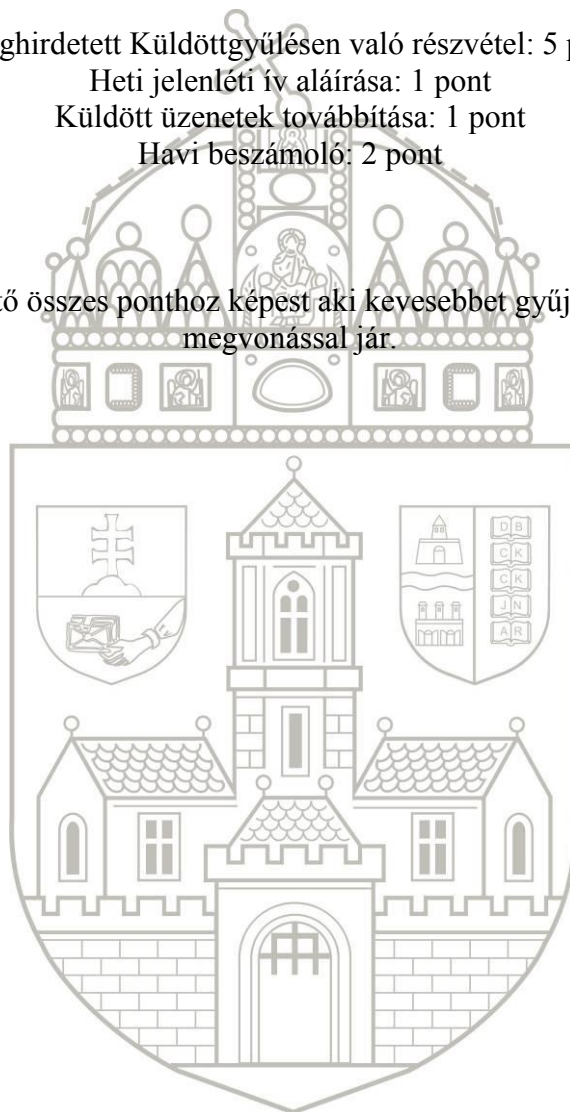 ghirdetett Küldöttgyűlésen való részvétel: 5 p
Heti jelenléti ív aláírása: 1 pont
Küldött üzenetek továbbítása: 1 pont
Havi beszámoló: 2 pont
tő összes ponthoz képest aki kevesebbet gyűj
megvonással jár.
D B
C K
C K
J N
A R